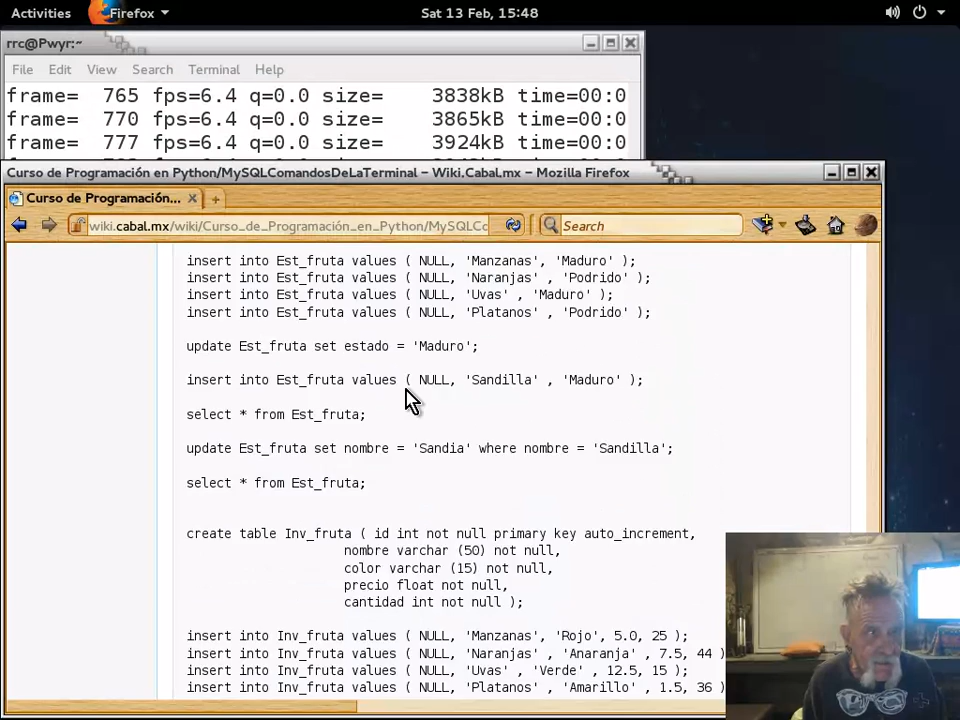 Activities Firefox Sat 13 Feb, 15:48
rrc@Pwyr:~
File Edit View Search Terminal Help
frame= 765 fps=6.4 q=0.0 size= 3838kB time=00:0
frame= 770 fps=6.4 q=0.0 size= 3865kB time=00:0
frame= 777 fps=6.4 q=0.0 size= 3924kB time=00:0
Curso de Programación en Python/MySQLComandosDeLaTerminal - Wiki,Cabal.mx - Mozilla Firefox
Curso de Programación...
wiki.cabal.mx/wiki/Curso_de_Programación_en_Python/MySQLCo
Search
insert into Est_fruta values ( NULL, 'Manzanas', 'Maduro' );
insert into Est_fruta values ( NULL, 'Naranjas' , 'Podrido' );
insert into Est_fruta values ( NULL, 'Uvas' , 'Maduro' );
insert into Est_fruta values ( NULL, 'Platanos' , 'Podrido' );
update Est_fruta set estado = 'Maduro';
insert into Est_fruta values ( NULL, 'Sandilla' , 'Maduro' );
select * from Est_fruta;
update Est_fruta set nombre = 'Sandia' where nombre = 'Sandilla';
select * from Est_fruta;
create table Inv_fruta ( id int not null primary key auto_increment,
nombre varchar (50) not null,
color varchar (15) not null,
precio float not null,
cantidad int not null );
insert into Inv_fruta values ( NULL, 'Manzanas', 'Rojo', 5.0, 25 );
insert into Inv_fruta values ( NULL, 'Naranjas' , 'Anaranja' , 7.5, 44 )
insert into Inv_fruta values ( NULL, 'Uvas' , 'Verde' , 12.5, 15 );
insert into Inv_fruta values ( NULL, 'Platanos' , 'Amarillo' , 1.5, 36 )